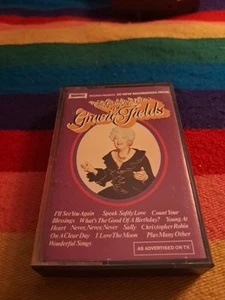 Gracie Fields
I'll See You Again Speak Softly Love Count Your
Blessings What's The Good Of A Birthday? Young At
Heart Never, Never, Never Sally Christopher Robin
On A Clear Day I Love The Moon Plus Many Other
Wonderful Songs
AS ADVERTISED ON T.V.